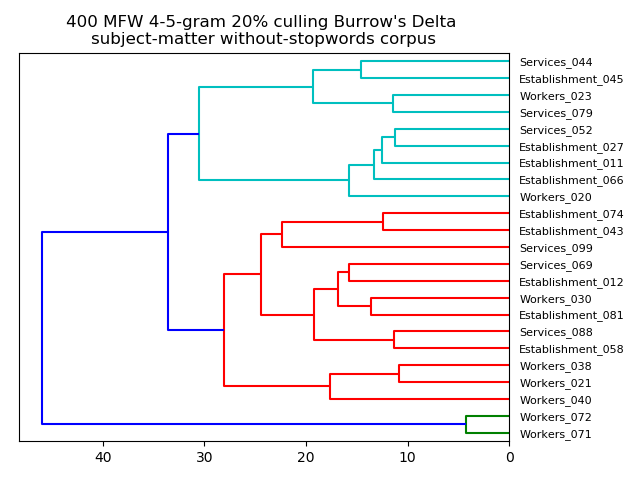 400 MFW 4-5-gram 20% culling Burrow's Delta
subject-matter without-stopwords corpus
Services_044
Establishment_045
Workers_023
Services_079
Services_052
Establishment_027
Establishment_011
Establishment_066
Workers_020
Establishment_074
Establishment_043
Services_099
Services_069
Establishment_012
Workers_030
Establishment_081
Services_088
Establishment_058
Workers_038
Workers_021
Workers_040
Workers_072
Workers_071
40 30 20 10 0